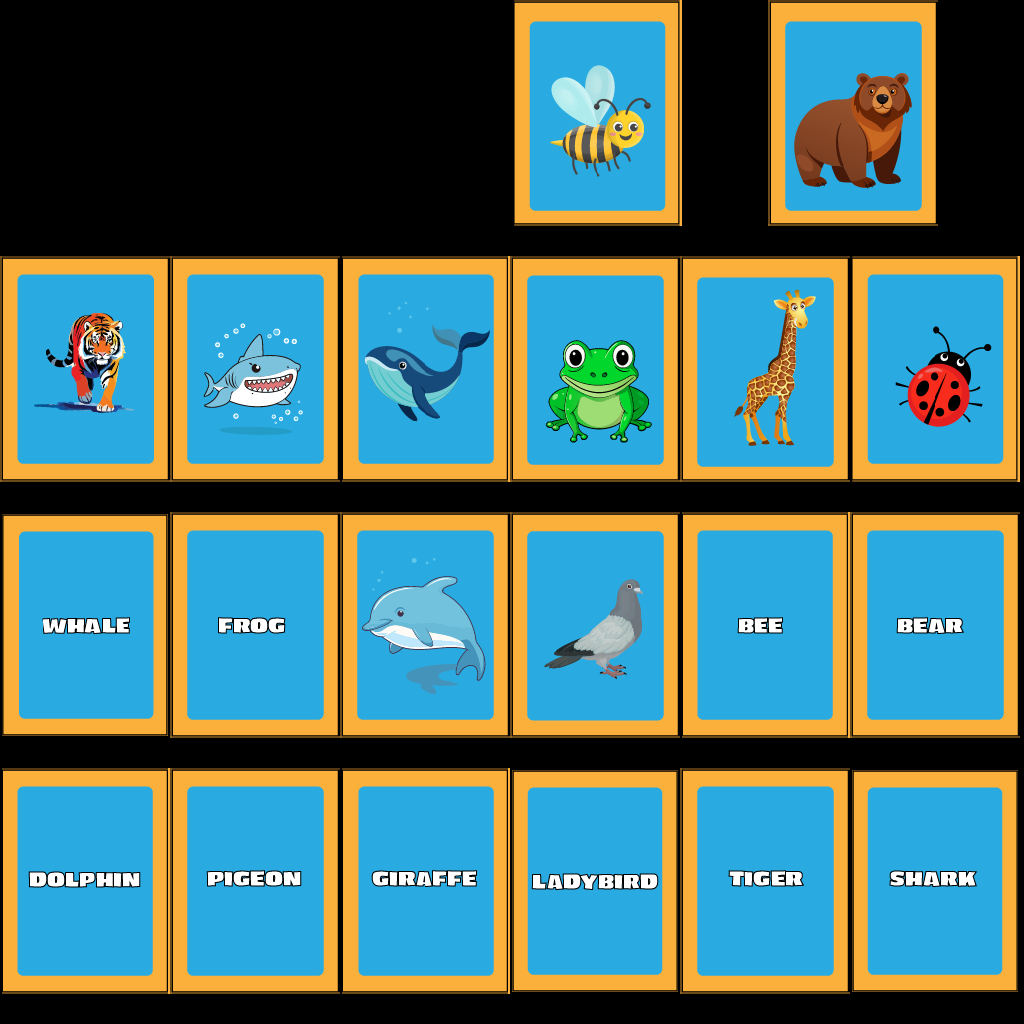 WHALE
FROG
BEE
BEAR
DOLPHIN
PIGEON
GIRAFFE
LADYBIRD
TIGER
SHARK